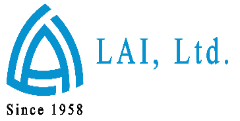 LAI, Ltd.
Since 1958